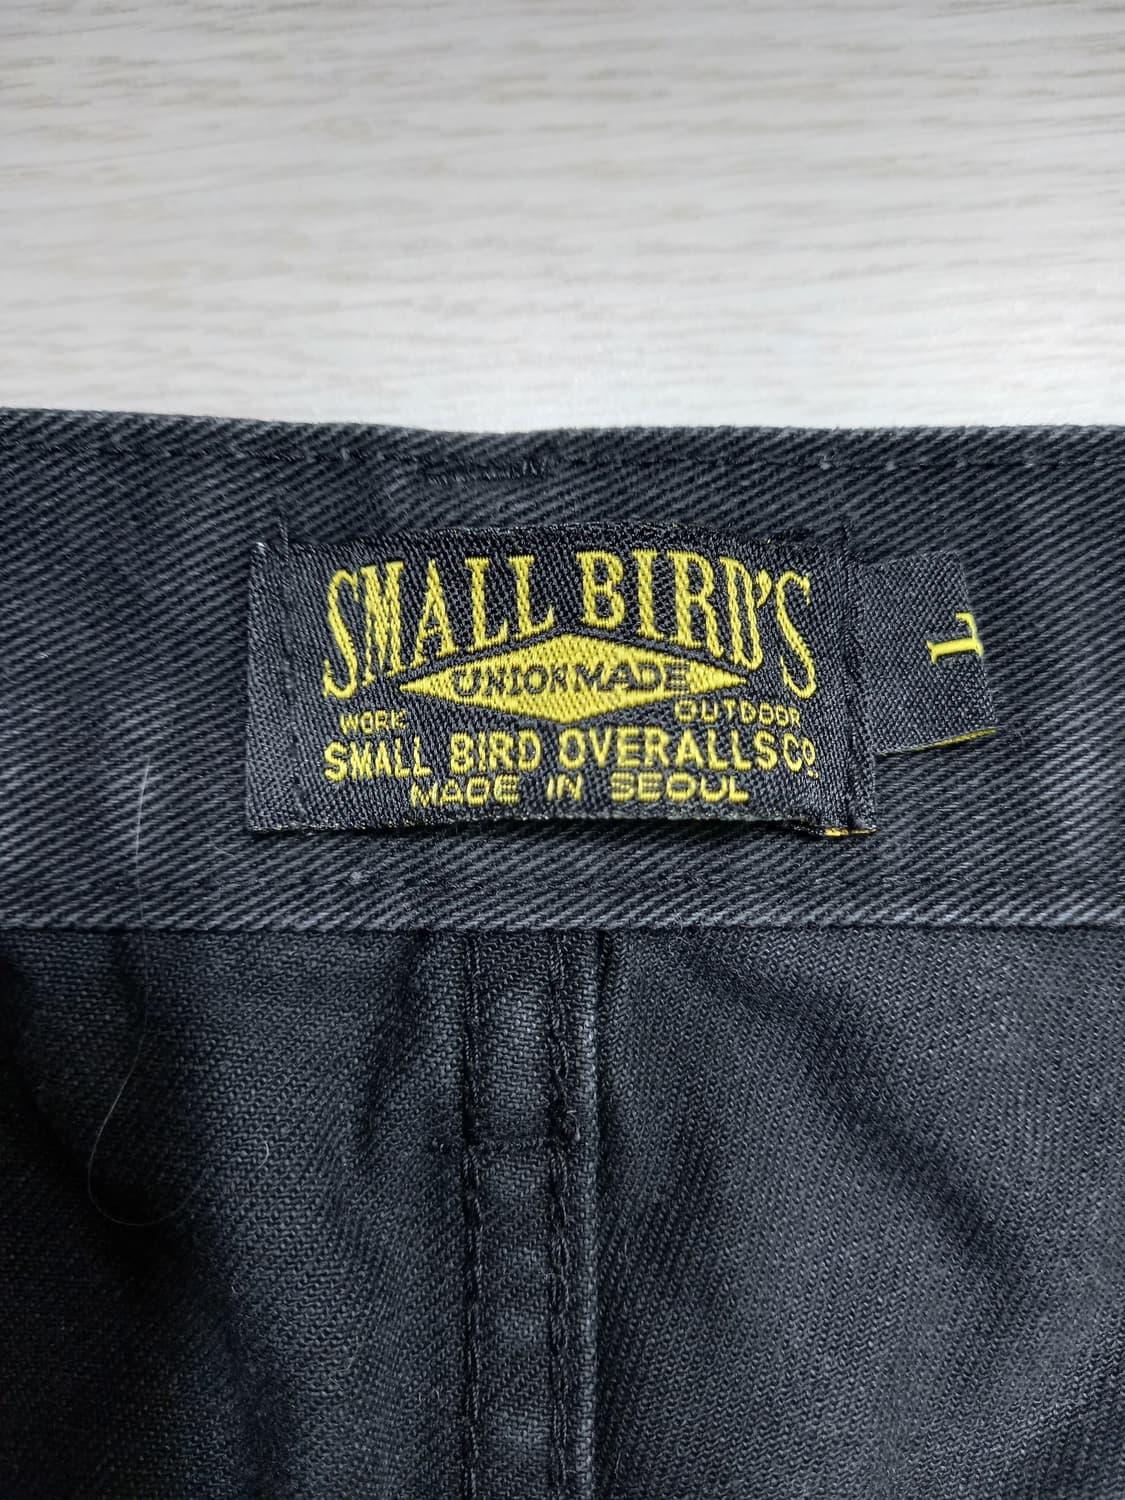 SMALL BIRD'S
UNION MADE
WORK OUTDOOR
SMALL BIRD OVERALLS CO
MADE IN SEOUL
L